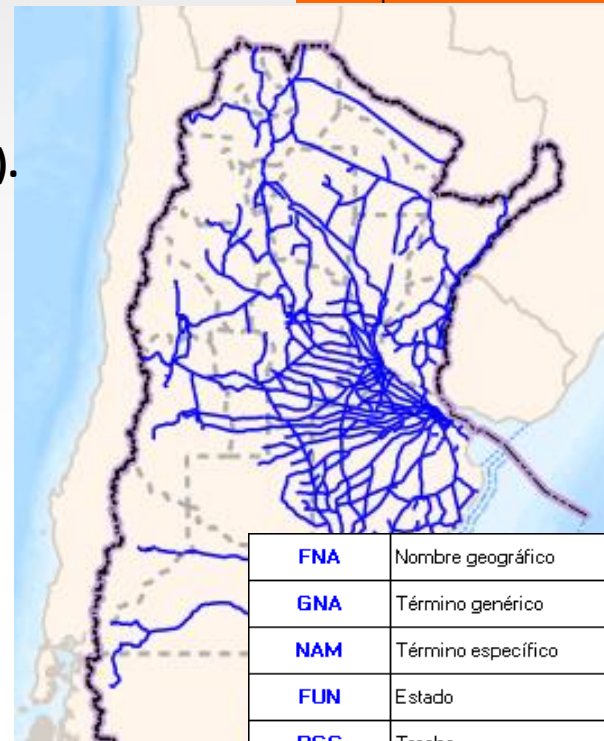 ).
FNA Nombre geográfico
GNA Término genérico
NAM Término específico
FUN Estado